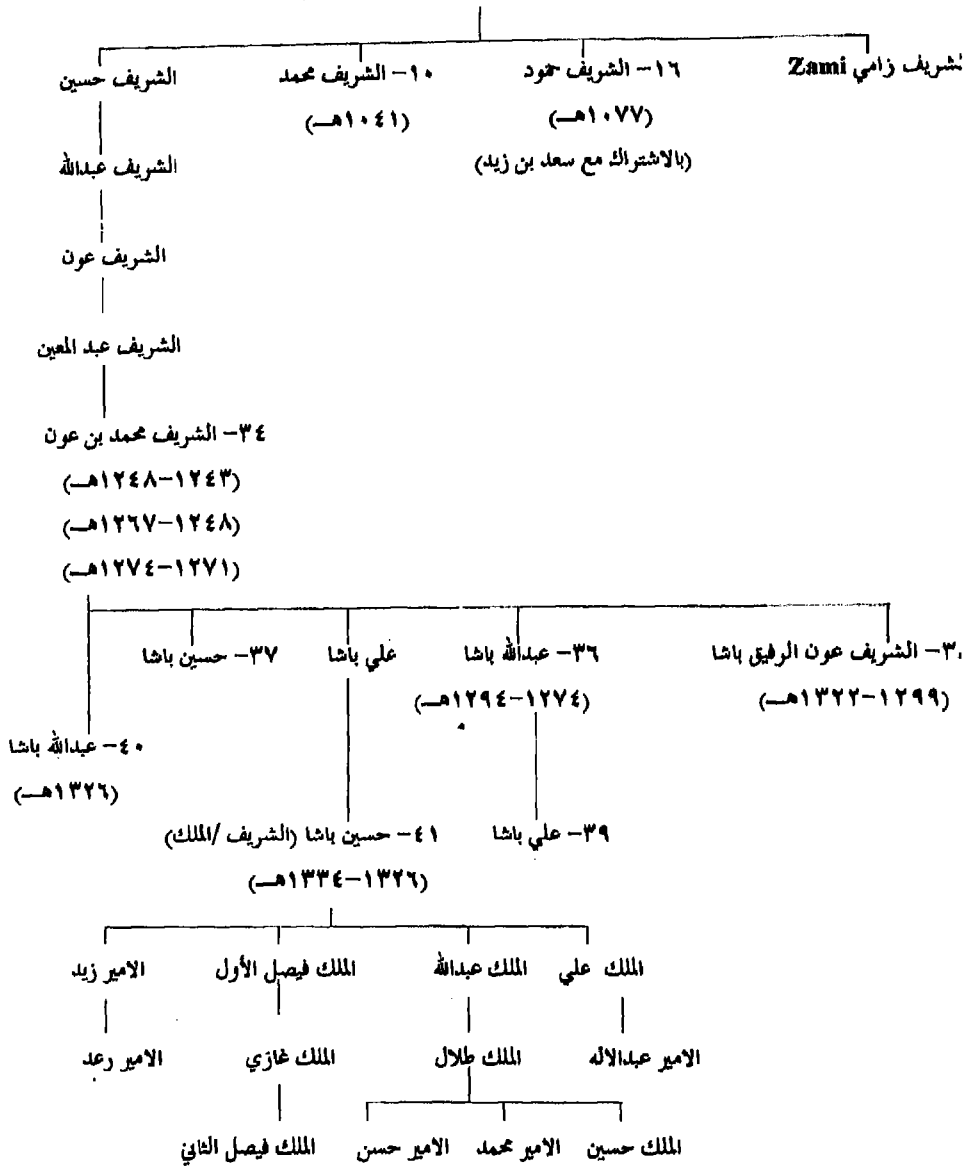 الشريف زامي Zami
١٦- الشريف حمود
١٠- الشريف محمد
الشريف حسين
(١٠٧٧هـ)
(١٠٤١هـ)
(بالاشتراك مع سعد بن زيد)
الشريف عبدالله
الشريف عون
الشريف عبد المعين
٣٤- الشريف محمد بن عون
(١٢٤٣-١٢٤٨هـ)
(١٢٤٨-١٢٦٧هـ)
(١٢٧١-١٢٧٤هـ)
- الشريف عون الرفيق باشا
٣٦- عبدالله باشا
علي باشا
٣٧- حسين باشا
(١٢٩٩-١٣٢٢هـ)
(١٢٧٤-١٢٩٤هـ)
٤٠- عبدالله باشا
(١٣٢٦هـ)
٣٩- علي باشا
٤١- حسين باشا (الشريف /الملك)
(١٣٢٦-١٣٣٤هـ)
الملك علي
الملك عبدالله
الملك فيصل الأول
الامير زيد
الامير عبدالاله
الملك طلال
الملك غازي
الامير رعد
الملك حسين
الامير محمد
الامير حسن
الملك فيصل الثاني